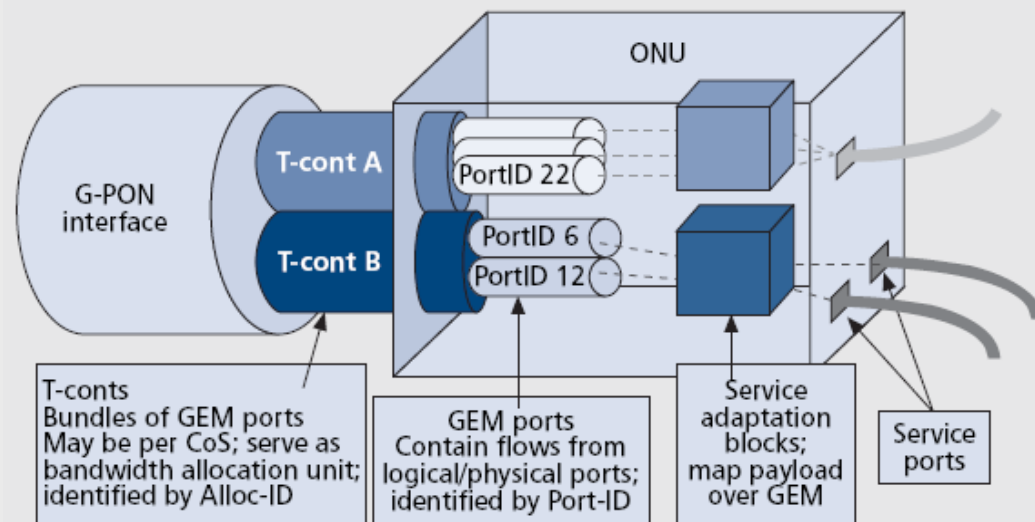 ONU
G-PON
interface
T-cont A
PortID 22
T-cont B
PortID 6
PortID 12
T-conts
Bundles of GEM ports
May be per CoS; serve as
bandwidth allocation unit;
identified by Alloc-ID
GEM ports
Contain flows from
logical/physical ports;
identified by Port-ID
Service
adaptation
blocks;
map payload
over GEM
Service
ports